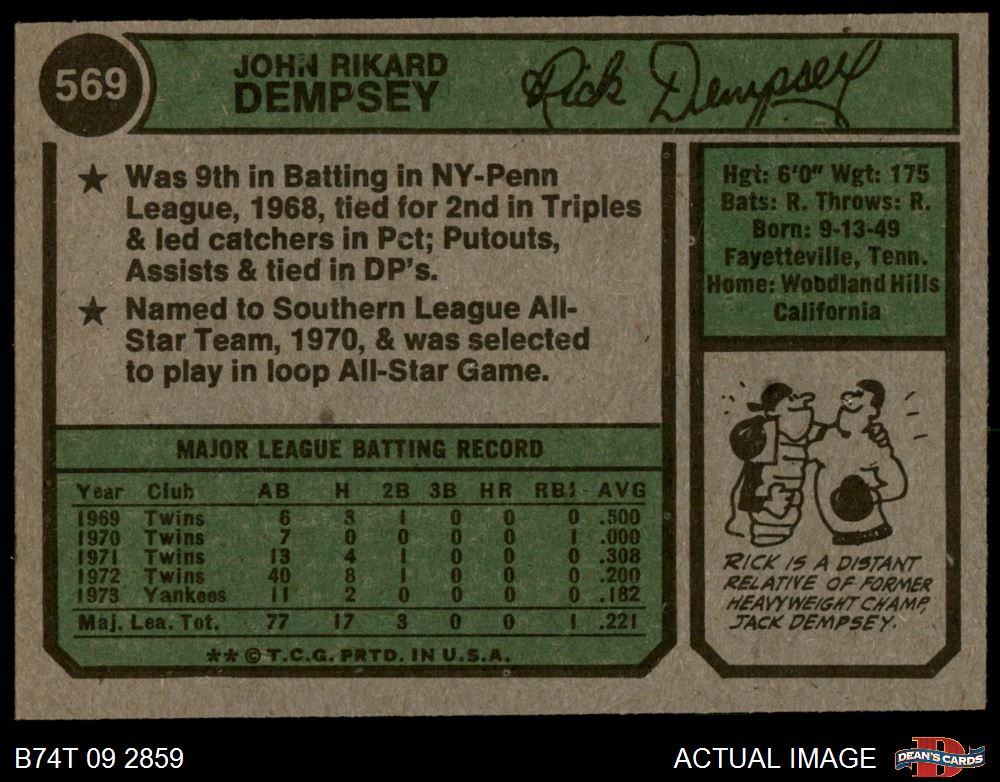 569
JOHN RIKARD
DEMPSEY
Rick Dempsey
★ Was 9th in Batting in NY-Penn
League, 1968, tied for 2nd in Triples
& led catchers in Pct; Putouts,
Assists & tied in DP's.
★ Named to Southern League All-
Star Team, 1970, & was selected
to play in loop All-Star Game.
Hgt: 6'0" Wgt: 175
Bats: R. Throws: R.
Born: 9-13-49
Fayetteville, Tenn.
Home: Woodland Hills
California
MAJOR LEAGUE BATTING RECORD
Year Club AB H 2B 3B HR RBI AVG
1969 Twins 6 3 1 0 0 0 .500
1970 Twins 7 0 0 0 0 1 .000
1971 Twins 13 4 1 0 0 0 .308
1972 Twins 40 8 1 0 0 0 .200
1973 Yankees 11 2 0 0 0 0 .182
Maj. Lea. Tot. 77 17 3 0 0 1 .221
** © T.C.G. PRTD. IN U.S.A.
RICK IS A DISTANT
RELATIVE OF FORMER
HEAVYWEIGHT CHAMP,
JACK DEMPSEY.
B74T 09 2859
ACTUAL IMAGE
D
DEAN'S CARDS